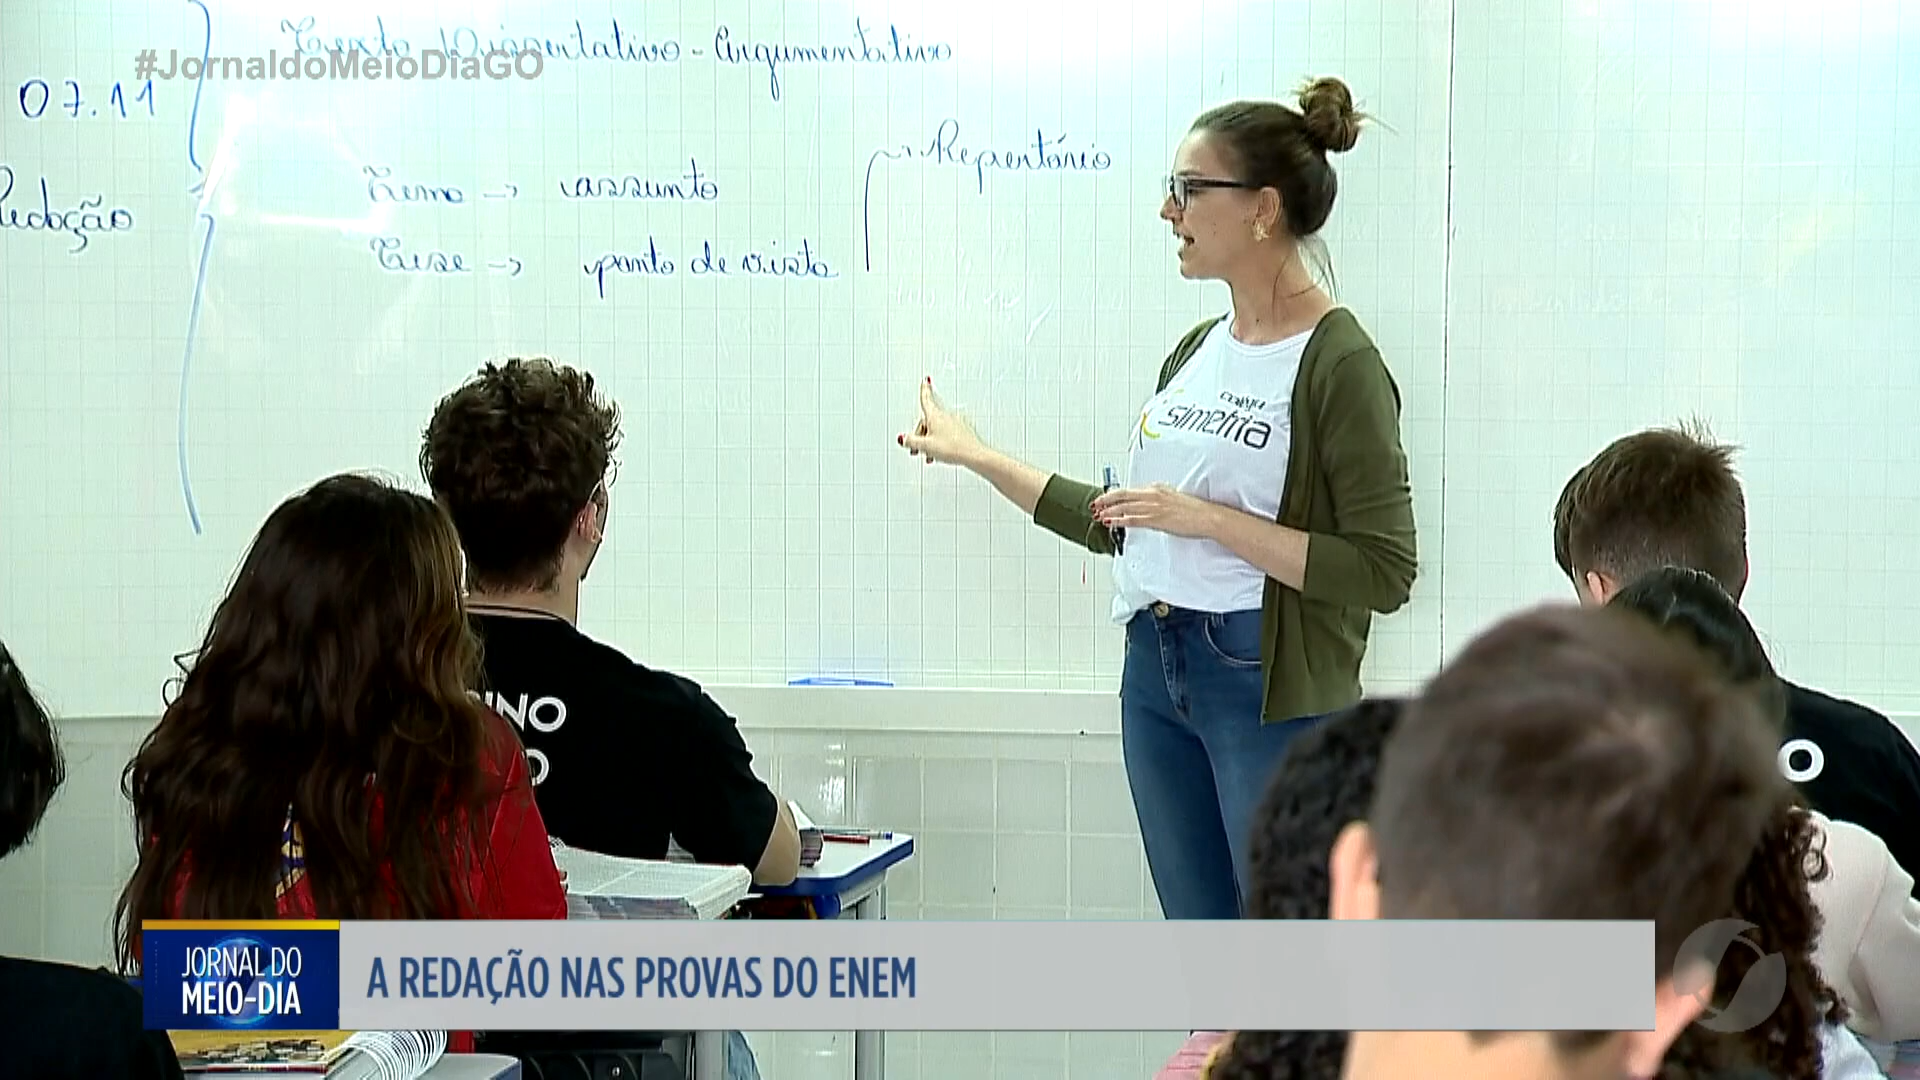 Texto Dissertativo-Argumentativo
#JornaldoMeioDiaGO
07.11
Redação
Tema → assunto
Tese → ponto de vista
→ Repertório
colégio
simetria
NO
O
O
JORNAL DO
MEIO-DIA
A REDAÇÃO NAS PROVAS DO ENEM